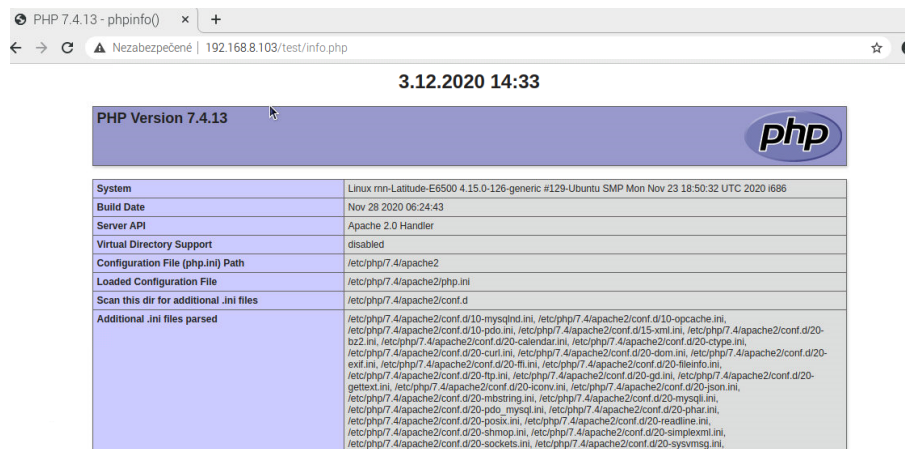 PHP 7.4.13 - phpinfo()
Nezabezpečené | 192.168.8.103/test/info.php
3.12.2020 14:33
PHP Version 7.4.13
php
System Linux rnn-Latitude-E6500 4.15.0-126-generic #129-Ubuntu SMP Mon Nov 23 18:50:32 UTC 2020 i686
Build Date Nov 28 2020 06:24:43
Server API Apache 2.0 Handler
Virtual Directory Support disabled
Configuration File (php.ini) Path /etc/php/7.4/apache2
Loaded Configuration File /etc/php/7.4/apache2/php.ini
Scan this dir for additional .ini files /etc/php/7.4/apache2/conf.d
Additional .ini files parsed /etc/php/7.4/apache2/conf.d/10-mysqlnd.ini, /etc/php/7.4/apache2/conf.d/10-opcache.ini,
/etc/php/7.4/apache2/conf.d/10-pdo.ini, /etc/php/7.4/apache2/conf.d/15-xml.ini, /etc/php/7.4/apache2/conf.d/20-
bz2.ini, /etc/php/7.4/apache2/conf.d/20-calendar.ini, /etc/php/7.4/apache2/conf.d/20-ctype.ini,
/etc/php/7.4/apache2/conf.d/20-curl.ini, /etc/php/7.4/apache2/conf.d/20-dom.ini, /etc/php/7.4/apache2/conf.d/20-
exif.ini, /etc/php/7.4/apache2/conf.d/20-ffi.ini, /etc/php/7.4/apache2/conf.d/20-fileinfo.ini,
/etc/php/7.4/apache2/conf.d/20-ftp.ini, /etc/php/7.4/apache2/conf.d/20-gd.ini, /etc/php/7.4/apache2/conf.d/20-
gettext.ini, /etc/php/7.4/apache2/conf.d/20-iconv.ini, /etc/php/7.4/apache2/conf.d/20-json.ini,
/etc/php/7.4/apache2/conf.d/20-mbstring.ini, /etc/php/7.4/apache2/conf.d/20-mysqli.ini,
/etc/php/7.4/apache2/conf.d/20-pdo_mysql.ini, /etc/php/7.4/apache2/conf.d/20-phar.ini,
/etc/php/7.4/apache2/conf.d/20-posix.ini, /etc/php/7.4/apache2/conf.d/20-readline.ini,
/etc/php/7.4/apache2/conf.d/20-shmop.ini, /etc/php/7.4/apache2/conf.d/20-simplexml.ini,
/etc/php/7.4/apache2/conf.d/20-sockets.ini, /etc/php/7.4/apache2/conf.d/20-sysvmsg.ini,